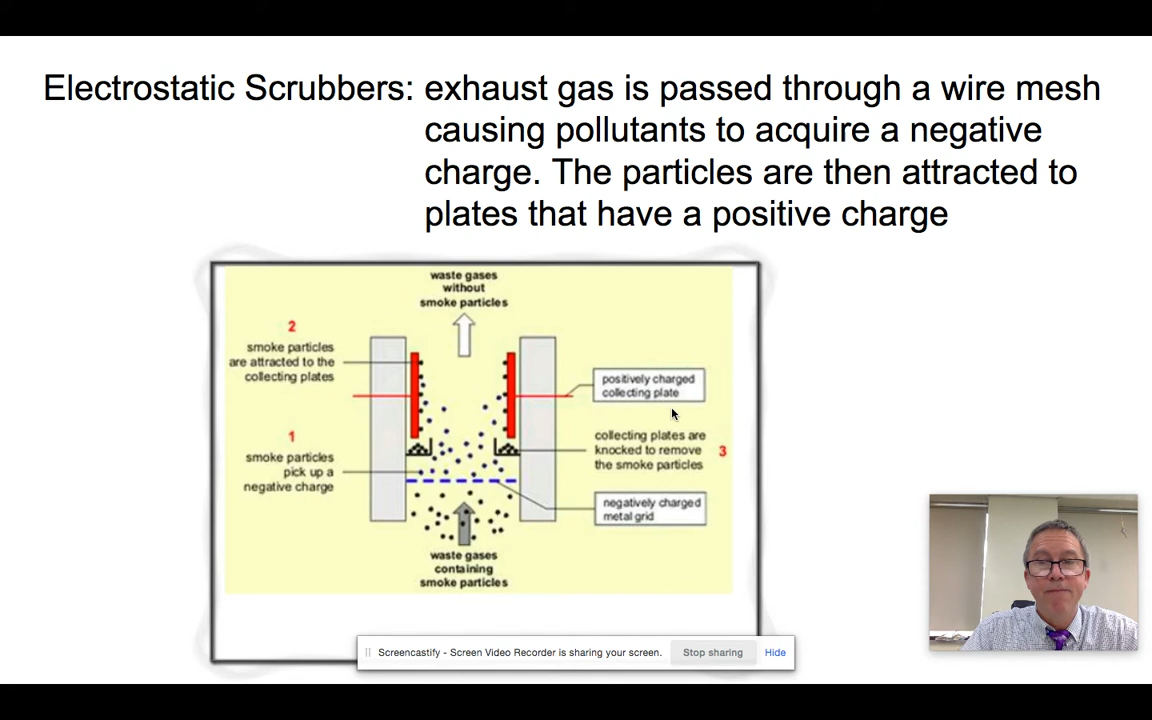 Electrostatic Scrubbers: exhaust gas is passed through a wire mesh
causing pollutants to acquire a negative
charge. The particles are then attracted to
plates that have a positive charge
waste gases
without
smoke particles
2
smoke particles
are attracted to the
collecting plates
positively charged
collecting plate
1
smoke particles
pick up a
negative charge
collecting plates are
knocked to remove
the smoke particles
3
negatively charged
metal grid
waste gases
containing
smoke particles
Screencastify - Screen Video Recorder is sharing your screen.
Stop sharing
Hide